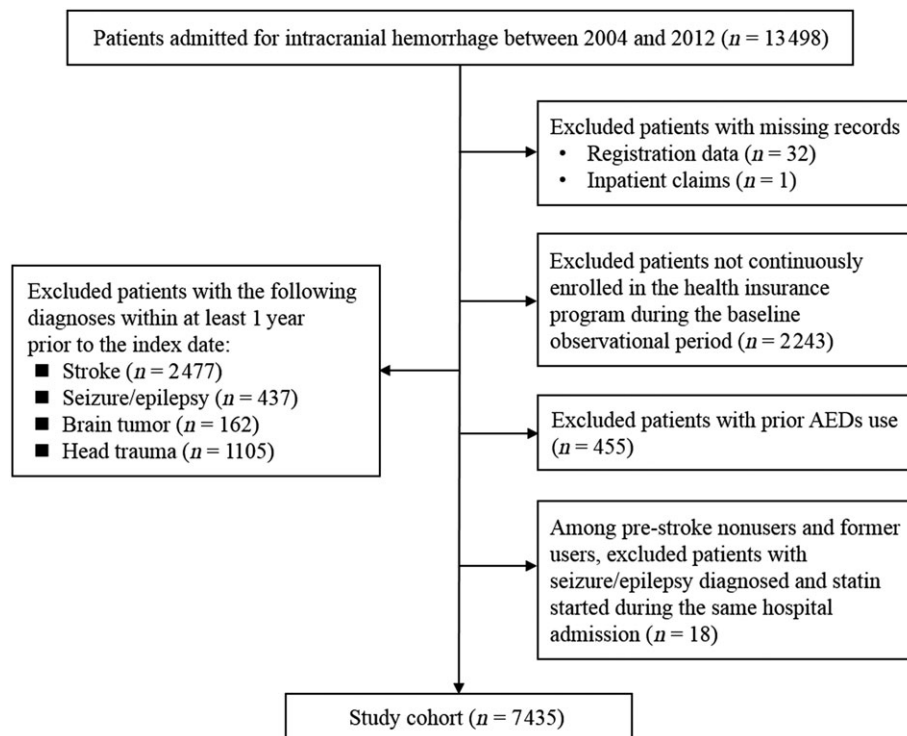 Patients admitted for intracranial hemorrhage between 2004 and 2012 (n = 13 498)
Excluded patients with missing records
• Registration data (n = 32)
• Inpatient claims (n = 1)
Excluded patients not continuously
enrolled in the health insurance
program during the baseline
observational period (n = 2243)
Excluded patients with the following
diagnoses within at least 1 year
prior to the index date:
■ Stroke (n = 2477)
■ Seizure/epilepsy (n = 437)
■ Brain tumor (n = 162)
■ Head trauma (n = 1105)
Excluded patients with prior AEDs use
(n = 455)
Among pre-stroke nonusers and former
users, excluded patients with
seizure/epilepsy diagnosed and statin
started during the same hospital
admission (n = 18)
Study cohort (n = 7435)